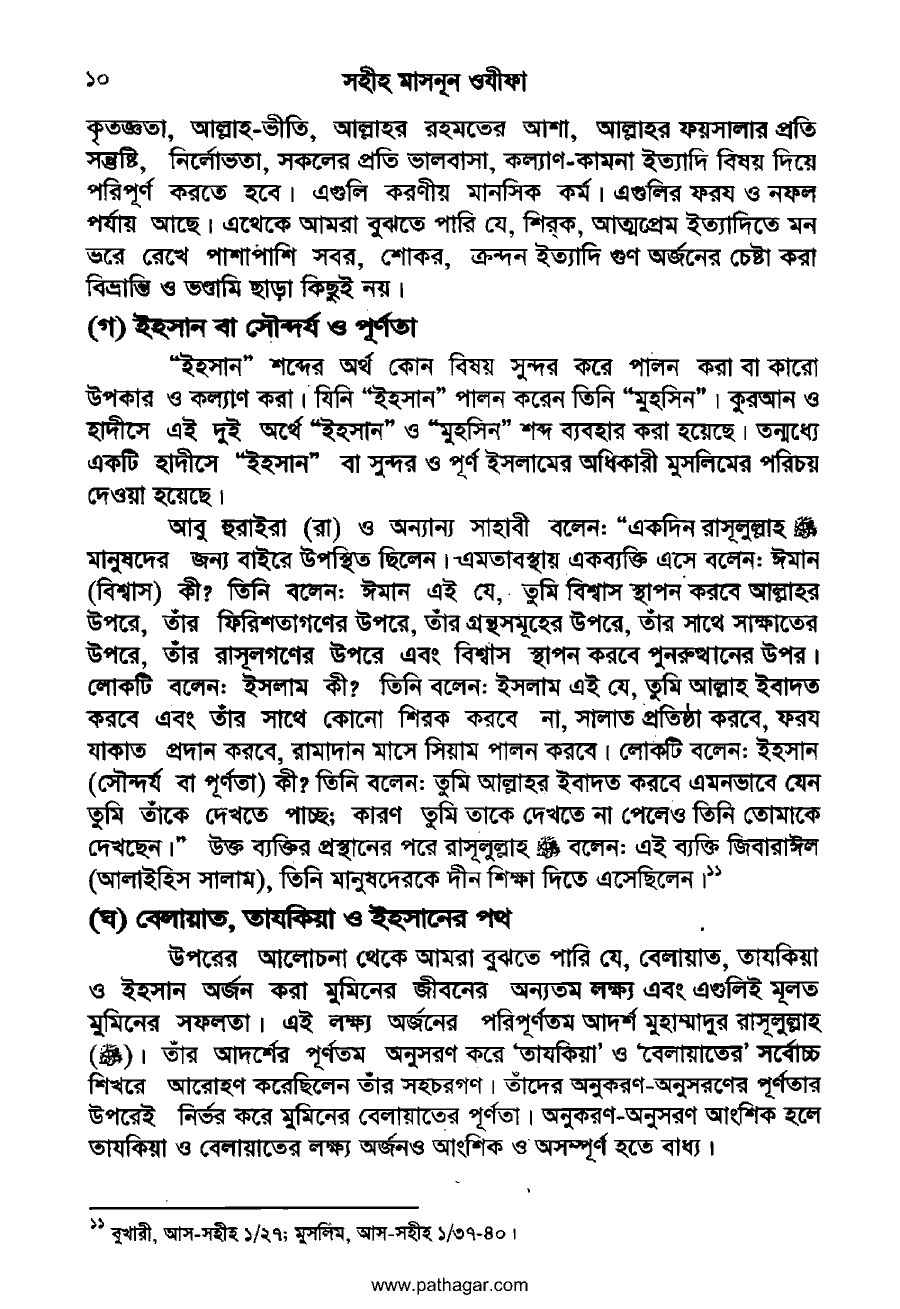 ১০ সহীহ মাসনূন ওযীফা
কৃতজ্ঞতা, আল্লাহ-ভীতি, আল্লাহর রহমতের আশা, আল্লাহর ফয়সালার প্রতি
সন্তুষ্টি, নির্লোভতা, সকলের প্রতি ভালবাসা, কল্যাণ-কামনা ইত্যাদি বিষয় দিয়ে
পরিপূর্ণ করতে হবে। এগুলি করণীয় মানসিক কর্ম। এগুলির ফরয ও নফল
পর্যায় আছে। এথেকে আমরা বুঝতে পারি যে, শির্‌ক, আত্মপ্রেম ইত্যাদিতে মন
ভরে রেখে পাশাপাশি সবর, শোকর, ক্রন্দন ইত্যাদি গুণ অর্জনের চেষ্টা করা
বিভ্রান্তি ও ভণ্ডামি ছাড়া কিছুই নয়।
(গ) ইহসান বা সৌন্দর্য ও পূর্ণতা
“ইহসান” শব্দের অর্থ কোন বিষয় সুন্দর করে পালন করা বা কারো
উপকার ও কল্যাণ করা। যিনি “ইহসান” পালন করেন তিনি “মুহসিন”। কুরআন ও
হাদীসে এই দুই অর্থে “ইহসান” ও “মুহসিন” শব্দ ব্যবহার করা হয়েছে। তন্মধ্যে
একটি হাদীসে “ইহসান” বা সুন্দর ও পূর্ণ ইসলামের অধিকারী মুসলিমের পরিচয়
দেওয়া হয়েছে।
আবু হুরাইরা (রা) ও অন্যান্য সাহাবী বলেন: “একদিন রাসূলুল্লাহ ﷺ
মানুষদের জন্য বাইরে উপস্থিত ছিলেন। এমতাবস্থায় একব্যক্তি এসে বলেন: ঈমান
(বিশ্বাস) কী? তিনি বলেন: ঈমান এই যে, তুমি বিশ্বাস স্থাপন করবে আল্লাহর
উপরে, তাঁর ফিরিশতাগণের উপরে, তাঁর গ্রন্থসমূহের উপরে, তাঁর সাথে সাক্ষাতের
উপরে, তাঁর রাসূলগণের উপরে এবং বিশ্বাস স্থাপন করবে পুনরুত্থানের উপর।
লোকটি বলেন: ইসলাম কী? তিনি বলেন: ইসলাম এই যে, তুমি আল্লাহ ইবাদত
করবে এবং তাঁর সাথে কোনো শিরক করবে না, সালাত প্রতিষ্ঠা করবে, ফরয
যাকাত প্রদান করবে, রামাদান মাসে সিয়াম পালন করবে। লোকটি বলেন: ইহসান
(সৌন্দর্য বা পূর্ণতা) কী? তিনি বলেন: তুমি আল্লাহর ইবাদত করবে এমনভাবে যেন
তুমি তাঁকে দেখতে পাচ্ছ; কারণ তুমি তাকে দেখতে না পেলেও তিনি তোমাকে
দেখছেন।” উক্ত ব্যক্তির প্রস্থানের পরে রাসূলুল্লাহ ﷺ বলেন: এই ব্যক্তি জিবারাঈল
(আলাইহিস সালাম), তিনি মানুষদেরকে দীন শিক্ষা দিতে এসেছিলেন।১১
(ঘ) বেলায়াত, তাযকিয়া ও ইহসানের পথ
উপরের আলোচনা থেকে আমরা বুঝতে পারি যে, বেলায়াত, তাযকিয়া
ও ইহসান অর্জন করা মুমিনের জীবনের অন্যতম লক্ষ্য এবং এগুলিই মূলত
মুমিনের সফলতা। এই লক্ষ্য অর্জনের পরিপূর্ণতম আদর্শ মুহাম্মাদুর রাসূলুল্লাহ
(ﷺ)। তাঁর আদর্শের পূর্ণতম অনুসরণ করে ‘তাযকিয়া’ ও ‘বেলায়াতের’ সর্বোচ্চ
শিখরে আরোহণ করেছিলেন তাঁর সহচরগণ। তাঁদের অনুকরণ-অনুসরণের পূর্ণতার
উপরেই নির্ভর করে মুমিনের বেলায়াতের পূর্ণতা। অনুকরণ-অনুসরণ আংশিক হলে
তাযকিয়া ও বেলায়াতের লক্ষ্য অর্জনও আংশিক ও অসম্পূর্ণ হতে বাধ্য।
১১ বুখারী, আস-সহীহ ১/২৭; মুসলিম, আস-সহীহ ১/৩৭-৪০।
www.pathagar.com